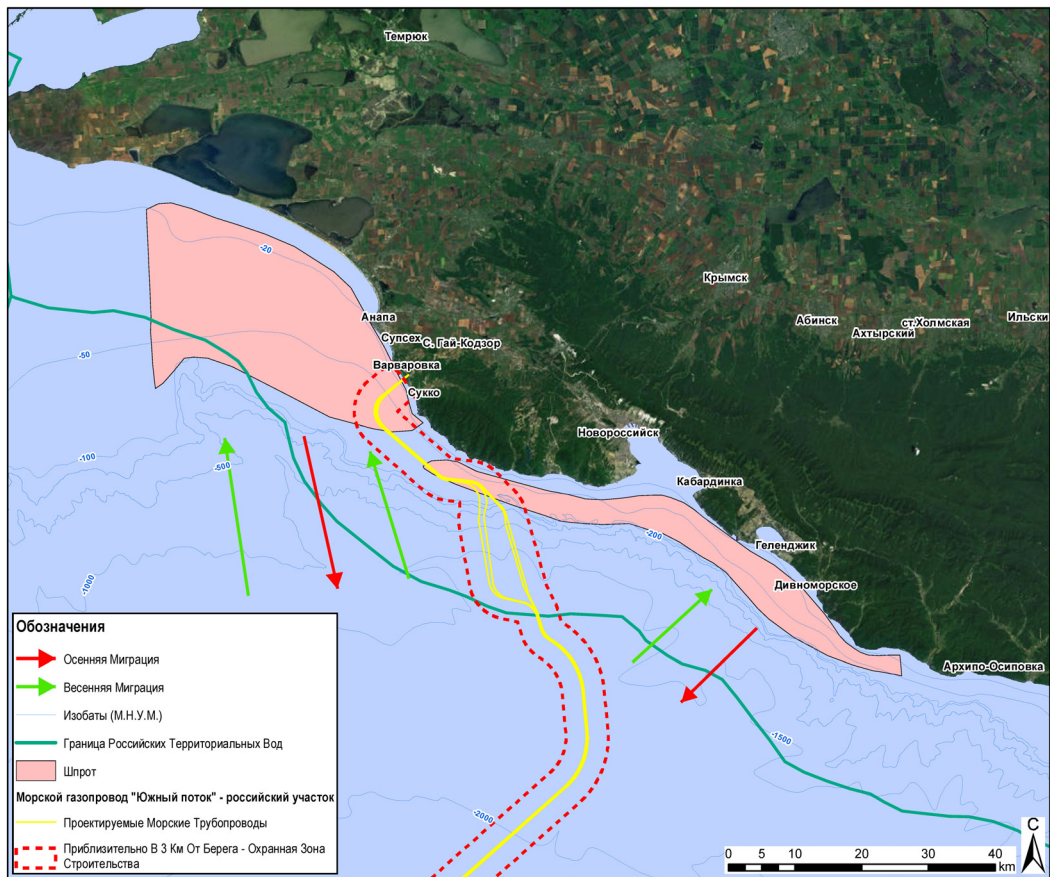 Темрюк
-20
Крымск
Анапа
Абинск
ст.Холмская
Ильски
Ахтырский
Супсех
С. Гай-Кодзор
-50
Варваровка
Сукко
Новороссийск
-100
-500
Кабардинка
-200
Геленджик
-1000
Дивноморское
Архипо-Осиповка
-1500
-2000
Обозначения
Осенняя Миграция
Весенняя Миграция
Изобаты (М.Н.У.М.)
Граница Российских Территориальных Вод
Шпрот
Морской газопровод "Южный поток" - российский участок
Проектируемые Морские Трубопроводы
Приблизительно В 3 Км От Берега - Охранная Зона
Строительства
С
0 5 10 20 30 40
km